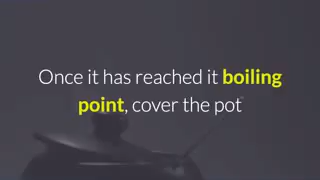 Once it has reached it boiling
point, cover the pot